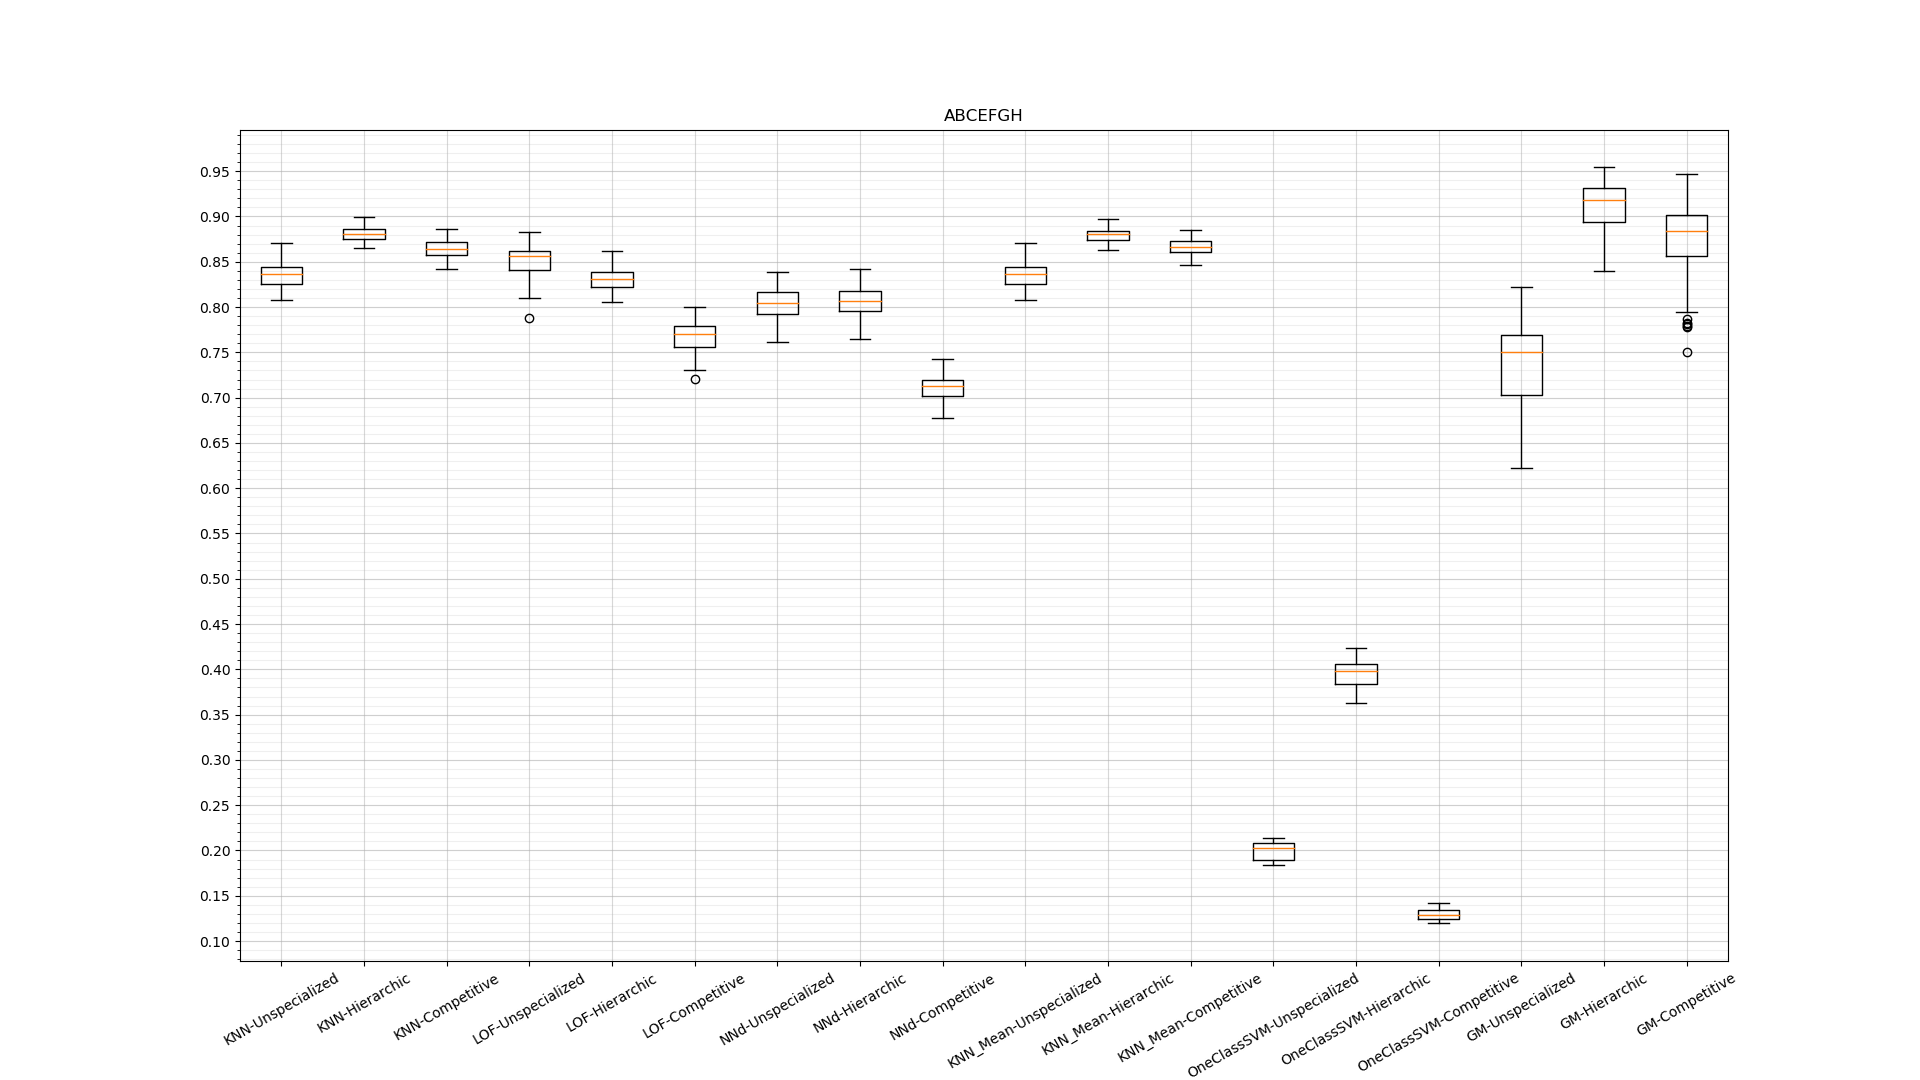 ABCEFGH
0.95
0.90
0.85
0.80
0.75
0.70
0.65
0.60
0.55
0.50
0.45
0.40
0.35
0.30
0.25
0.20
0.15
0.10
KNN-Unspecialized
KNN-Hierarchic
KNN-Competitive
LOF-Unspecialized
LOF-Hierarchic
LOF-Competitive
NNd-Unspecialized
NNd-Hierarchic
NNd-Competitive
KNN_Mean-Unspecialized
KNN_Mean-Hierarchic
KNN_Mean-Competitive
OneClassSVM-Unspecialized
OneClassSVM-Hierarchic
OneClassSVM-Competitive
GM-Unspecialized
GM-Hierarchic
GM-Competitive